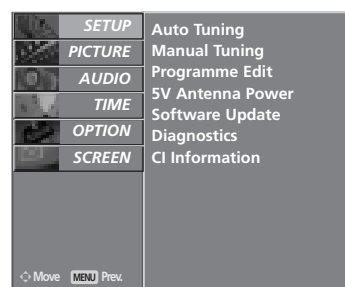 SETUP
PICTURE
AUDIO
TIME
OPTION
SCREEN
Auto Tuning
Manual Tuning
Programme Edit
5V Antenna Power
Software Update
Diagnostics
CI Information
Move MENU Prev.